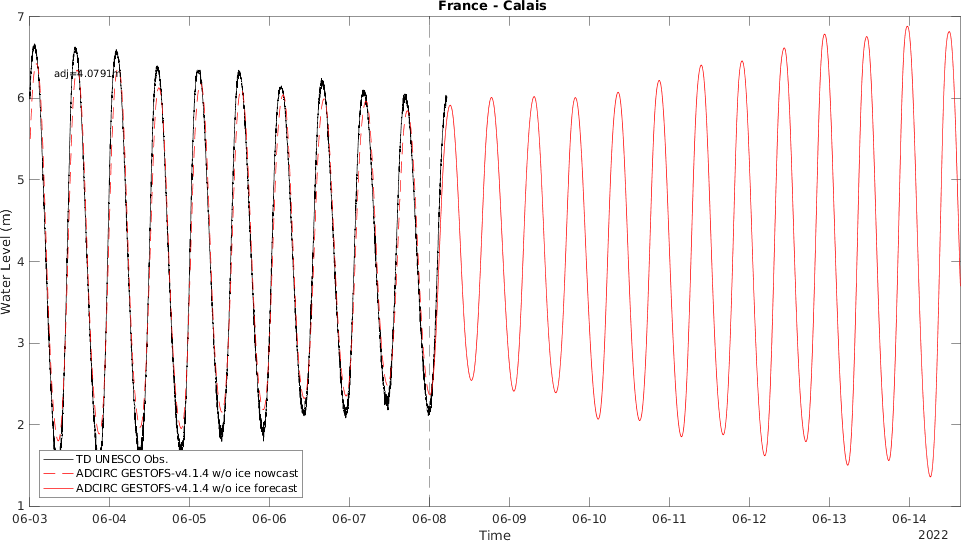 France - Calais
7
adj=4.0791m
6
5
4
3
2
1
Water Level (m)
TD UNESCO Obs.
ADCIRC GESTOFS-v4.1.4 w/o ice nowcast
ADCIRC GESTOFS-v4.1.4 w/o ice forecast
06-03 06-04 06-05 06-06 06-07 06-08 06-09 06-10 06-11 06-12 06-13 06-14
Time
2022